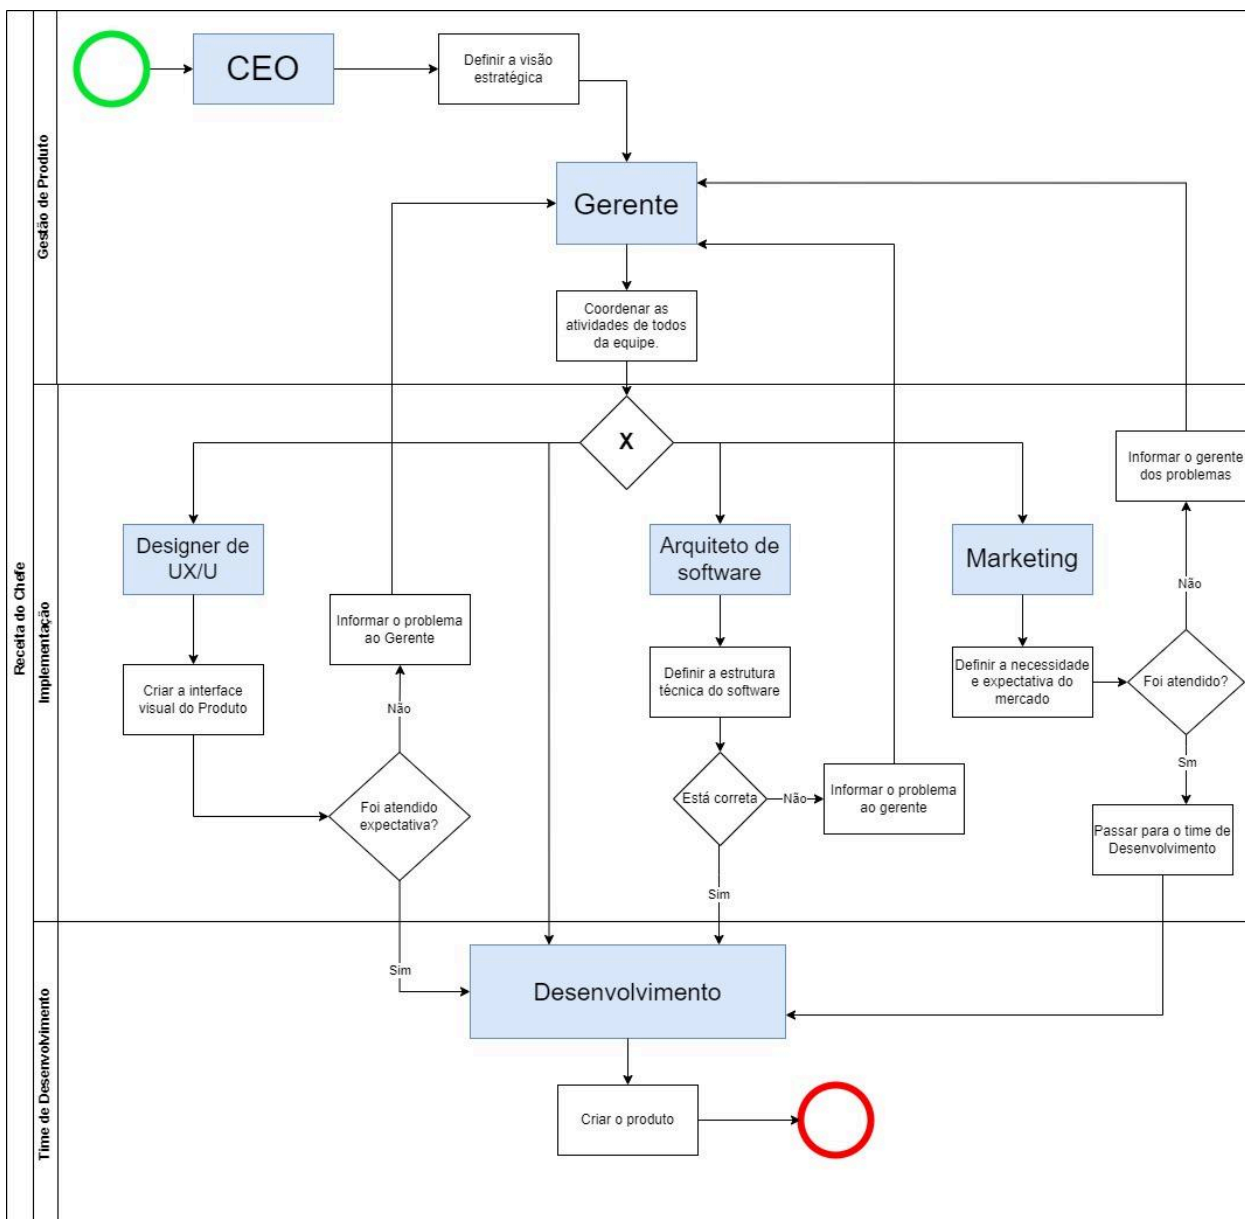 Receita do Chefe
Gestão de Produto
CEO
Definir a visão
estratégica
Gerente
Coordenar as
atividades de todos
da equipe.
Implementação
X
Designer de
UX/U
Criar a interface
visual do Produto
Informar o problema
ao Gerente
Não
Foi atendido
expectativa?
Sim
Arquiteto de
software
Definir a estrutura
técnica do software
Está correta
Não
Informar o problema
ao gerente
Sim
Marketing
Definir a necessidade
e expectativa do
mercado
Foi atendido?
Não
Informar o gerente
dos problemas
Sm
Passar para o time de
Desenvolvimento
Time de Desenvolvimento
Desenvolvimento
Criar o produto